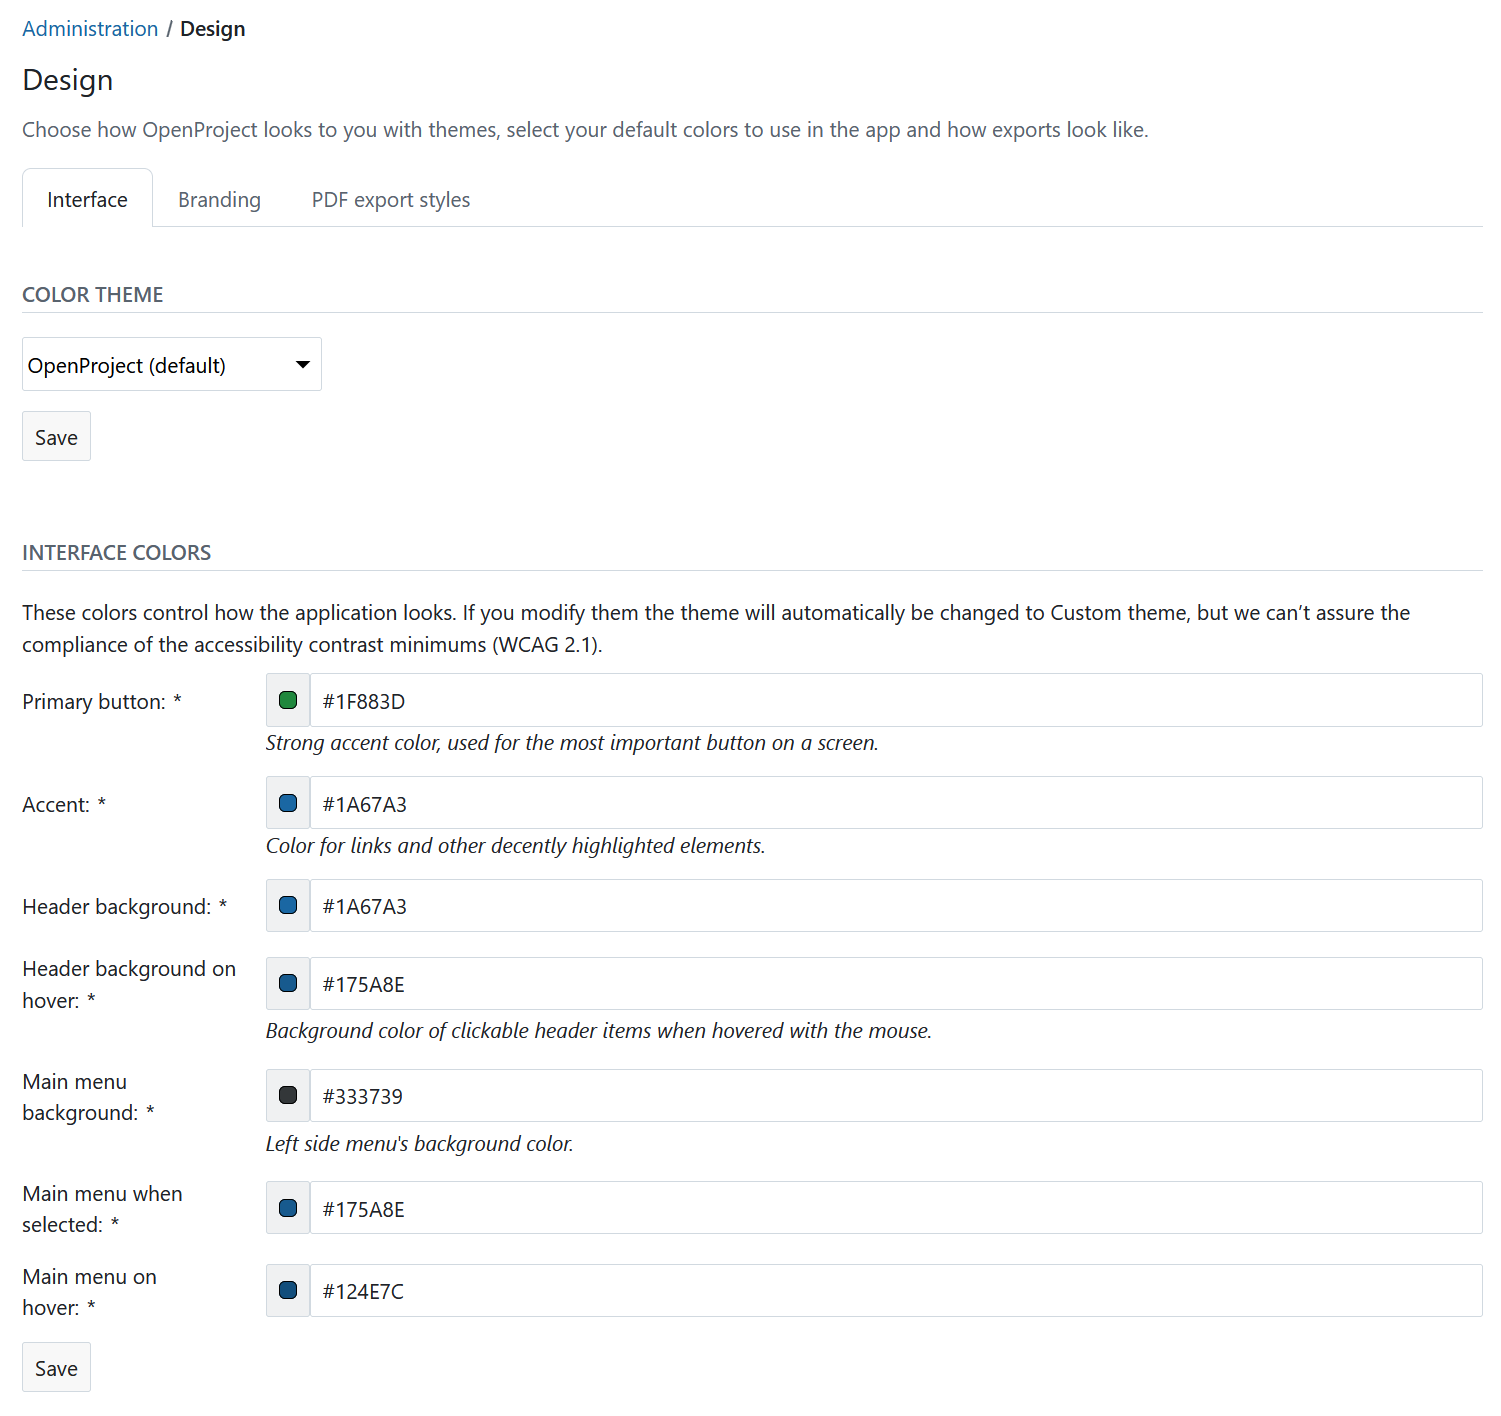 Administration / Design
Design
Choose how OpenProject looks to you with themes, select your default colors to use in the app and how exports look like.
Interface Branding PDF export styles
COLOR THEME
OpenProject (default)
Save
INTERFACE COLORS
These colors control how the application looks. If you modify them the theme will automatically be changed to Custom theme, but we can’t assure the
compliance of the accessibility contrast minimums (WCAG 2.1).
Primary button: * #1F883D
Strong accent color, used for the most important button on a screen.
Accent: * #1A67A3
Color for links and other decently highlighted elements.
Header background: * #1A67A3
Header background on
hover: *
#175A8E
Background color of clickable header items when hovered with the mouse.
Main menu
background: *
#333739
Left side menu's background color.
Main menu when
selected: *
#175A8E
Main menu on
hover: *
#124E7C
Save